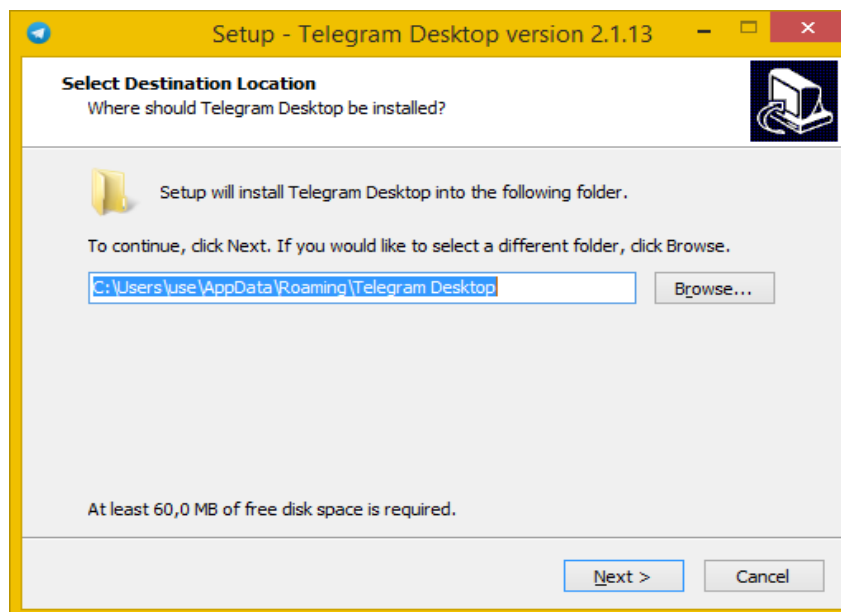 Setup - Telegram Desktop version 2.1.13
Select Destination Location
Where should Telegram Desktop be installed?
Setup will install Telegram Desktop into the following folder.
To continue, click Next. If you would like to select a different folder, click Browse.
C:\Users\use\AppData\Roaming\Telegram Desktop
Browse...
At least 60,0 MB of free disk space is required.
Next >
Cancel